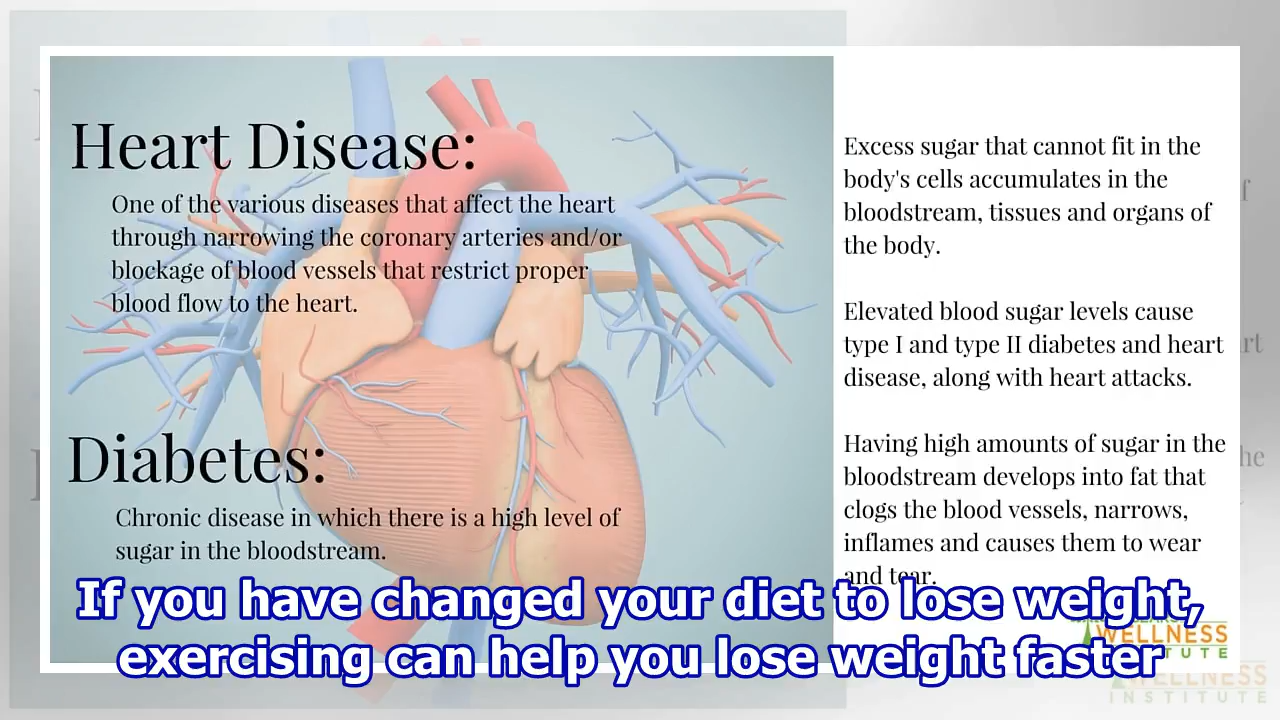 Heart Disease:
One of the various diseases that affect the heart
through narrowing the coronary arteries and/or
blockage of blood vessels that restrict proper
blood flow to the heart.
Diabetes:
Chronic disease in which there is a high level of
sugar in the bloodstream.
Excess sugar that cannot fit in the
body's cells accumulates in the
bloodstream, tissues and organs of
the body.
Elevated blood sugar levels cause
type I and type II diabetes and heart
disease, along with heart attacks.
Having high amounts of sugar in the
bloodstream develops into fat that
clogs the blood vessels, narrows,
inflames and causes them to wear
and tear.
If you have changed your diet to lose weight,
exercising can help you lose weight faster
WELLNESS
WELLNESS
INSTITUTE